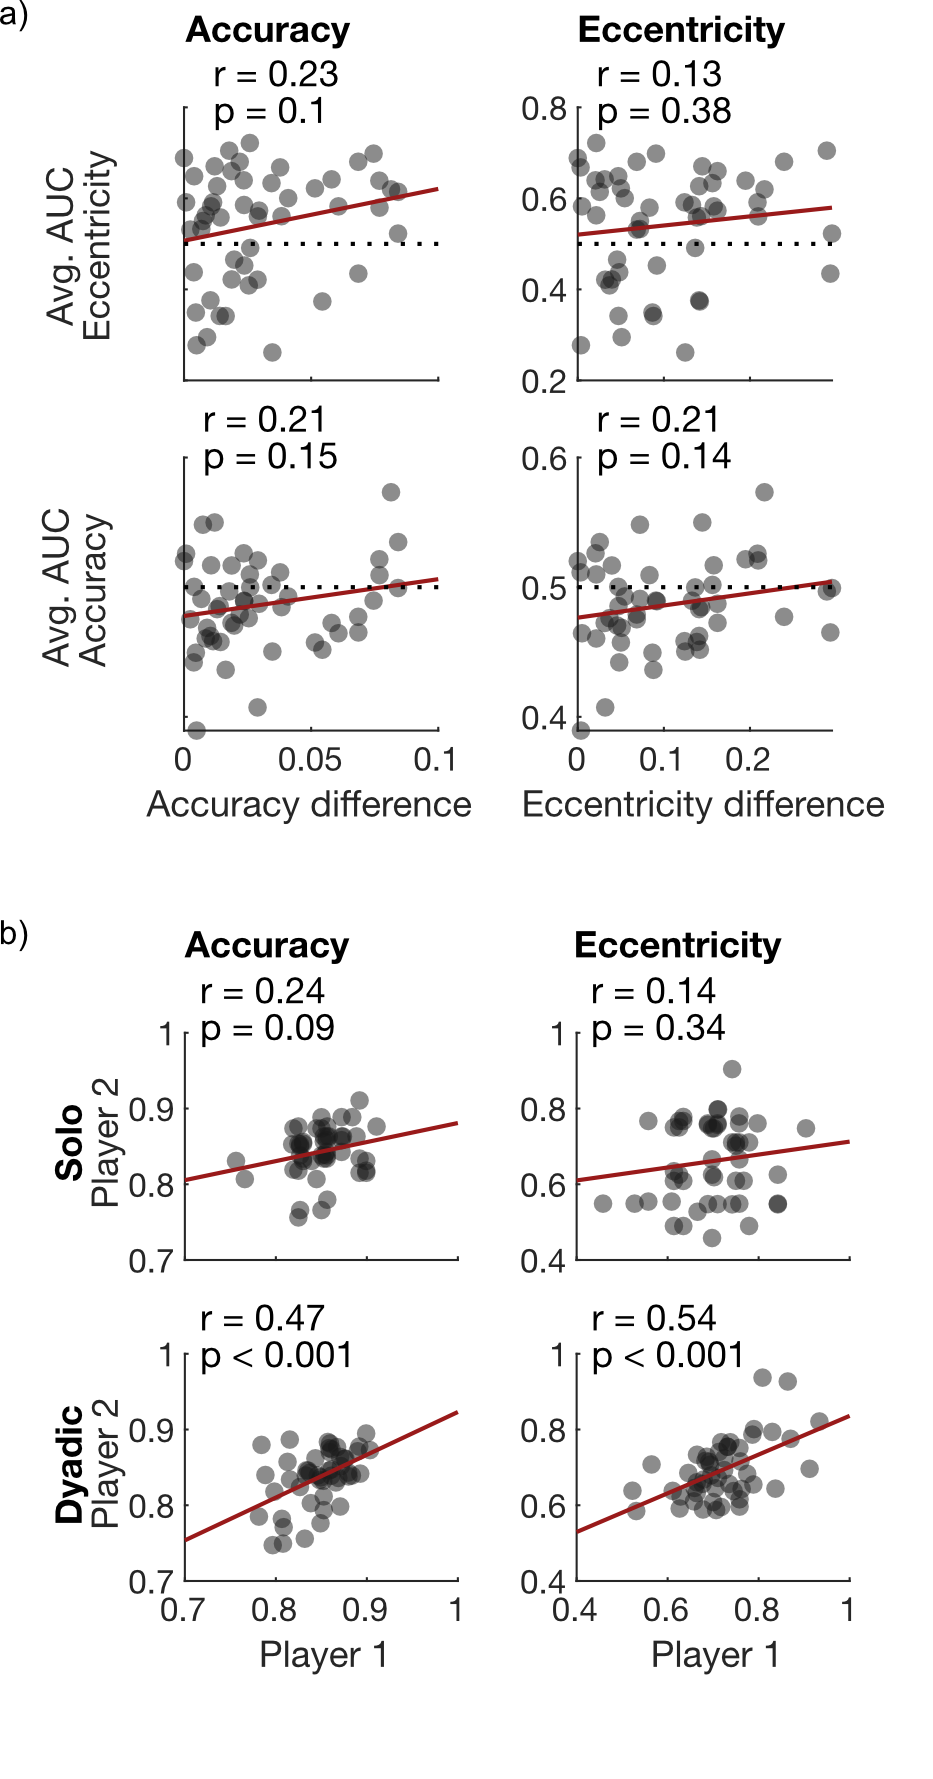 a)
Accuracy
Eccentricity
r = 0.23
p = 0.1
r = 0.13
p = 0.38
Avg. AUC
Eccentricity
0.8
0.6
0.4
0.2
r = 0.21
p = 0.15
r = 0.21
p = 0.14
Avg. AUC
Accuracy
0.6
0.5
0.4
0
0.05
0.1
0
0.1
0.2
Accuracy difference
Eccentricity difference
b)
Accuracy
Eccentricity
r = 0.24
p = 0.09
r = 0.14
p = 0.34
Solo
Player 2
1
0.9
0.8
0.7
1
0.8
0.6
0.4
r = 0.47
p < 0.001
r = 0.54
p < 0.001
Dyadic
Player 2
1
0.9
0.8
0.7
1
0.8
0.6
0.4
0.7
0.8
0.9
1
0.4
0.6
0.8
1
Player 1
Player 1